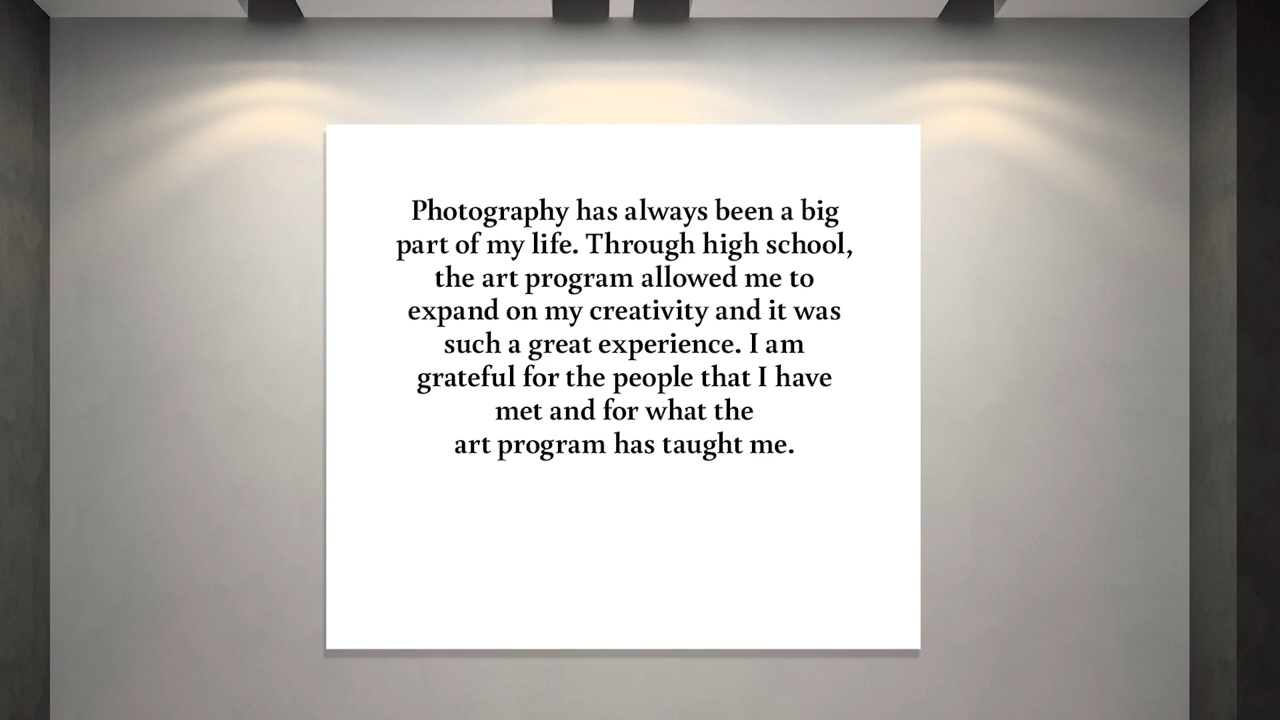 Photography has always been a big
part of my life. Through high school,
the art program allowed me to
expand on my creativity and it was
such a great experience. I am
grateful for the people that I have
met and for what the
art program has taught me.